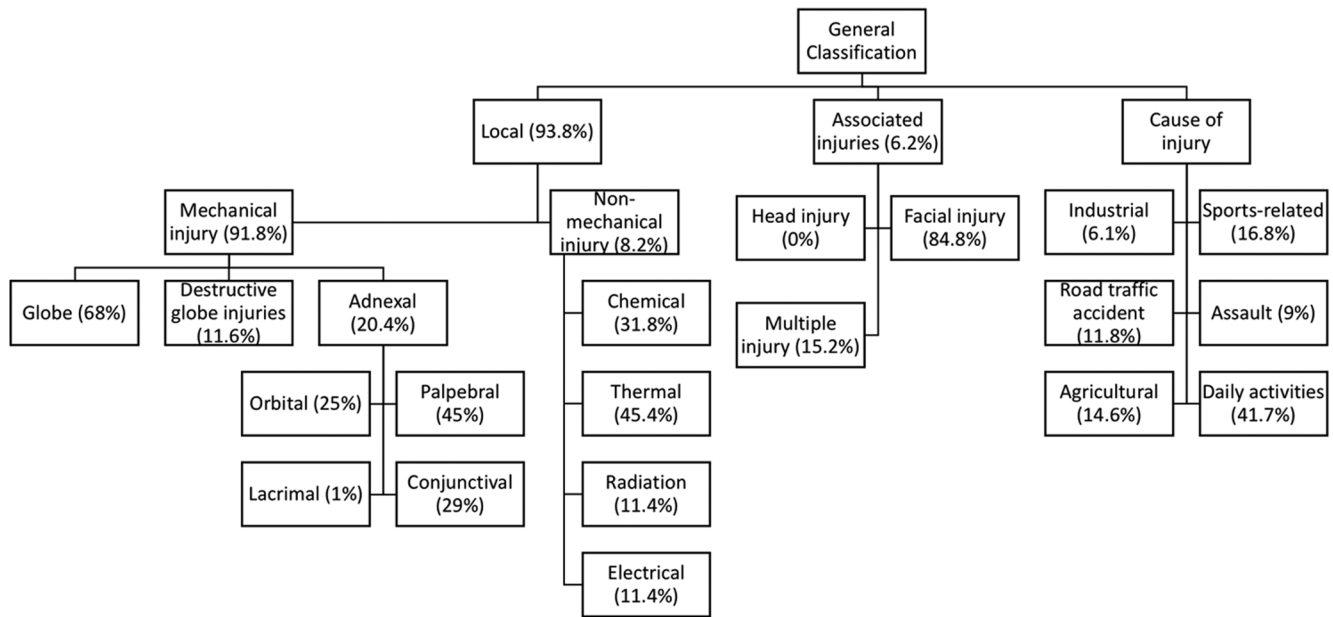 General
Classification
Local (93.8%)
Associated
injuries (6.2%)
Cause of
injury
Mechanical
injury (91.8%)
Non-
mechanical
injury (8.2%)
Head injury
(0%)
Facial injury
(84.8%)
Industrial
(6.1%)
Sports-related
(16.8%)
Globe (68%)
Destructive
globe injuries
(11.6%)
Adnexal
(20.4%)
Chemical
(31.8%)
Multiple
injury (15.2%)
Road traffic
accident
(11.8%)
Assault (9%)
Orbital (25%)
Palpebral
(45%)
Thermal
(45.4%)
Agricultural
(14.6%)
Daily activities
(41.7%)
Lacrimal (1%)
Conjunctival
(29%)
Radiation
(11.4%)
Electrical
(11.4%)